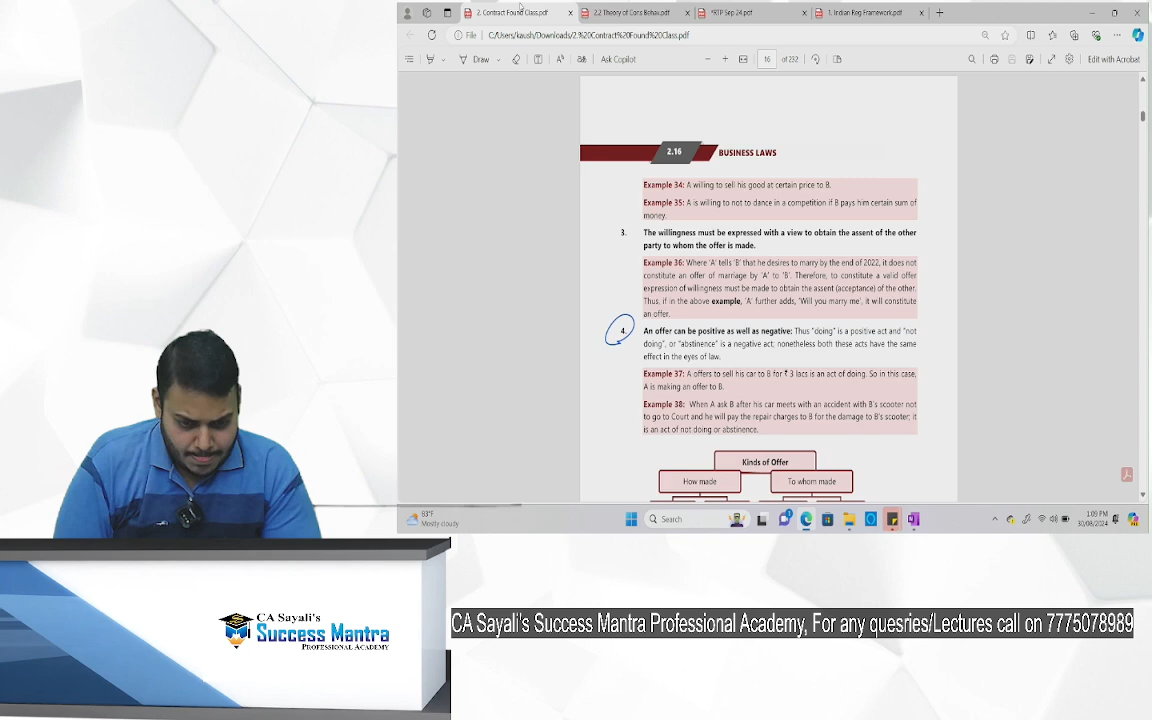 2. Contract Found Class.pdf
2.2 Theory of Cons Behav.pdf
*RTP Sep 24.pdf
1. Indian Reg Framework.pdf
File
C:/Users/kaush/Downloads/2.%20Contract%20Found%20Class.pdf
Draw
Ask Copilot
16
of 232
Edit with Acrobat
2.16
BUSINESS LAWS
Example 34: A willing to sell his good at certain price to B.
Example 35: A is willing to not to dance in a competition if B pays him certain sum of
money.
3. The willingness must be expressed with a view to obtain the assent of the other
party to whom the offer is made.
Example 36: Where 'A' tells 'B' that he desires to marry by the end of 2022, it does not
constitute an offer of marriage by 'A' to 'B'. Therefore, to constitute a valid offer
expression of willingness must be made to obtain the assent (acceptance) of the other.
Thus, if in the above example, 'A' further adds, 'Will you marry me', it will constitute
an offer.
4. An offer can be positive as well as negative: Thus "doing" is a positive act and "not
doing", or "abstinence" is a negative act; nonetheless both these acts have the same
effect in the eyes of law.
Example 37: A offers to sell his car to B for ₹ 3 lacs is an act of doing. So in this case,
A is making an offer to B.
Example 38: When A ask B after his car meets with an accident with B's scooter not
to go to Court and he will pay the repair charges to B for the damage to B's scooter; it
is an act of not doing or abstinence.
Kinds of Offer
How made
To whom made
83°F
Mostly cloudy
Search
1:09 PM
30/08/2024
CA Sayali's
Success Mantra
PROFESSIONAL ACADEMY
CA Sayali's Success Mantra Professional Academy, For any quesries/Lectures call on 7775078989